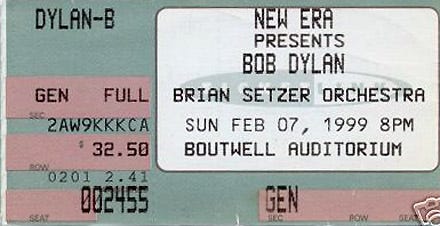 DYLAN-B
GEN FULL
SEC
2AW9KKKCA
$ 32.50
ROW
0201 2.41
002455
SEAT
NEW ERA
PRESENTS
BOB DYLAN
BRIAN SETZER ORCHESTRA
SUN FEB 07, 1999 8PM
BOUTWELL AUDITORIUM
GEN
SEC
ROW
SEAT